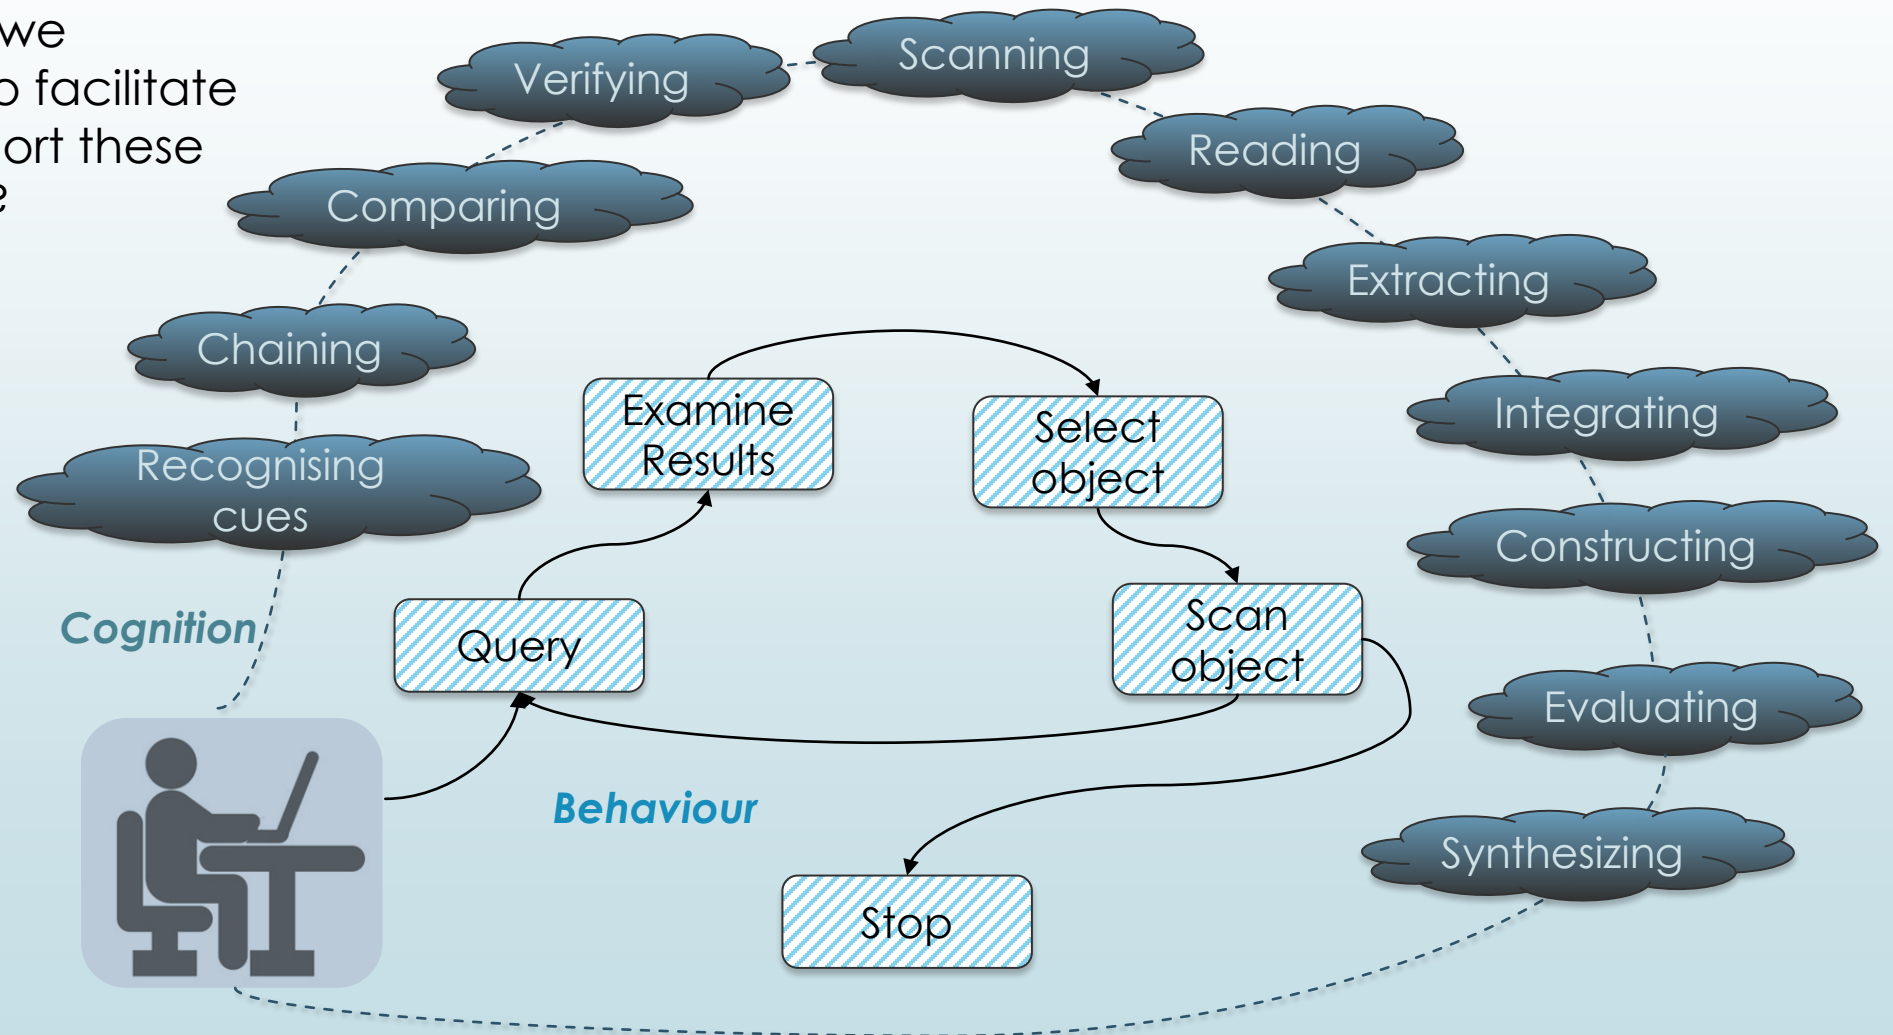 we
facilitate
these
Verifying
Scanning
Reading
Comparing
Extracting
Chaining
Integrating
Recognising
cues
Constructing
Examine
Results
Select
object
Cognition
Query
Scan
object
Evaluating
Behaviour
Synthesizing
Stop